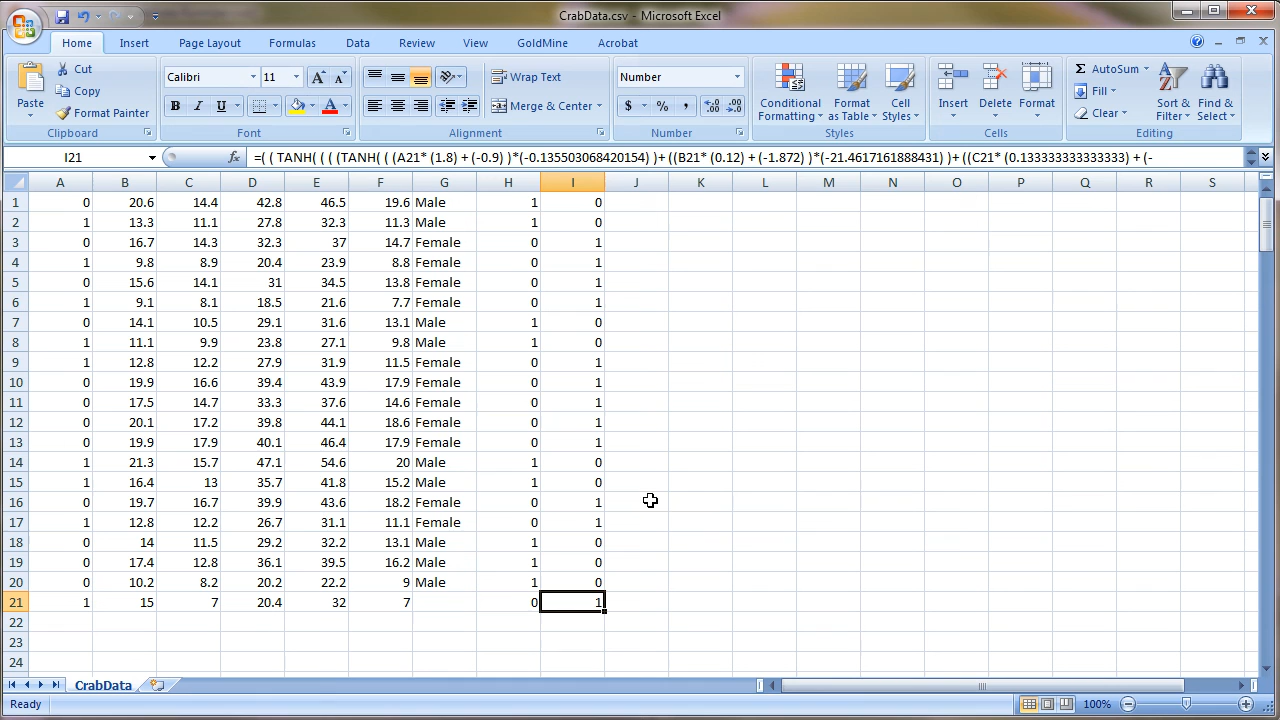 CrabData.csv - Microsoft Excel
Home Insert Page Layout Formulas Data Review View GoldMine Acrobat
Paste Cut Copy Format Painter Clipboard
Calibri 11 A A B I U A Font
Wrap Text Merge & Center Alignment
Number $ % , Number
Conditional Formatting Format as Table Cell Styles Styles
Insert Delete Format Cells
Σ AutoSum Fill Clear Sort & Filter Find & Select Editing
I21 fx =( ( TANH( ( ( ( (TANH( ( ( (A21* (1.8) + (-0.9) )*(-0.135503068420154) )+ ((B21* (0.12) + (-1.872) )*(-21.4617161888431) )+ ((C21* (0.133333333333333) + (-
A B C D E F G H I J K L M N O P Q R S
1 0 20.6 14.4 42.8 46.5 19.6 Male 1 0
2 1 13.3 11.1 27.8 32.3 11.3 Male 1 0
3 0 16.7 14.3 32.3 37 14.7 Female 0 1
4 1 9.8 8.9 20.4 23.9 8.8 Female 0 1
5 0 15.6 14.1 31 34.5 13.8 Female 0 1
6 1 9.1 8.1 18.5 21.6 7.7 Female 0 1
7 0 14.1 10.5 29.1 31.6 13.1 Male 1 0
8 1 11.1 9.9 23.8 27.1 9.8 Male 1 0
9 1 12.8 12.2 27.9 31.9 11.5 Female 0 1
10 0 19.9 16.6 39.4 43.9 17.9 Female 0 1
11 0 17.5 14.7 33.3 37.6 14.6 Female 0 1
12 0 20.1 17.2 39.8 44.1 18.6 Female 0 1
13 0 19.9 17.9 40.1 46.4 17.9 Female 0 1
14 1 21.3 15.7 47.1 54.6 20 Male 1 0
15 1 16.4 13 35.7 41.8 15.2 Male 1 0
16 0 19.7 16.7 39.9 43.6 18.2 Female 0 1
17 1 12.8 12.2 26.7 31.1 11.1 Female 0 1
18 0 14 11.5 29.2 32.2 13.1 Male 1 0
19 0 17.4 12.8 36.1 39.5 16.2 Male 1 0
20 0 10.2 8.2 20.2 22.2 9 Male 1 0
21 1 15 7 20.4 32 7 0 1
22
23
24
CrabData
Ready 100%